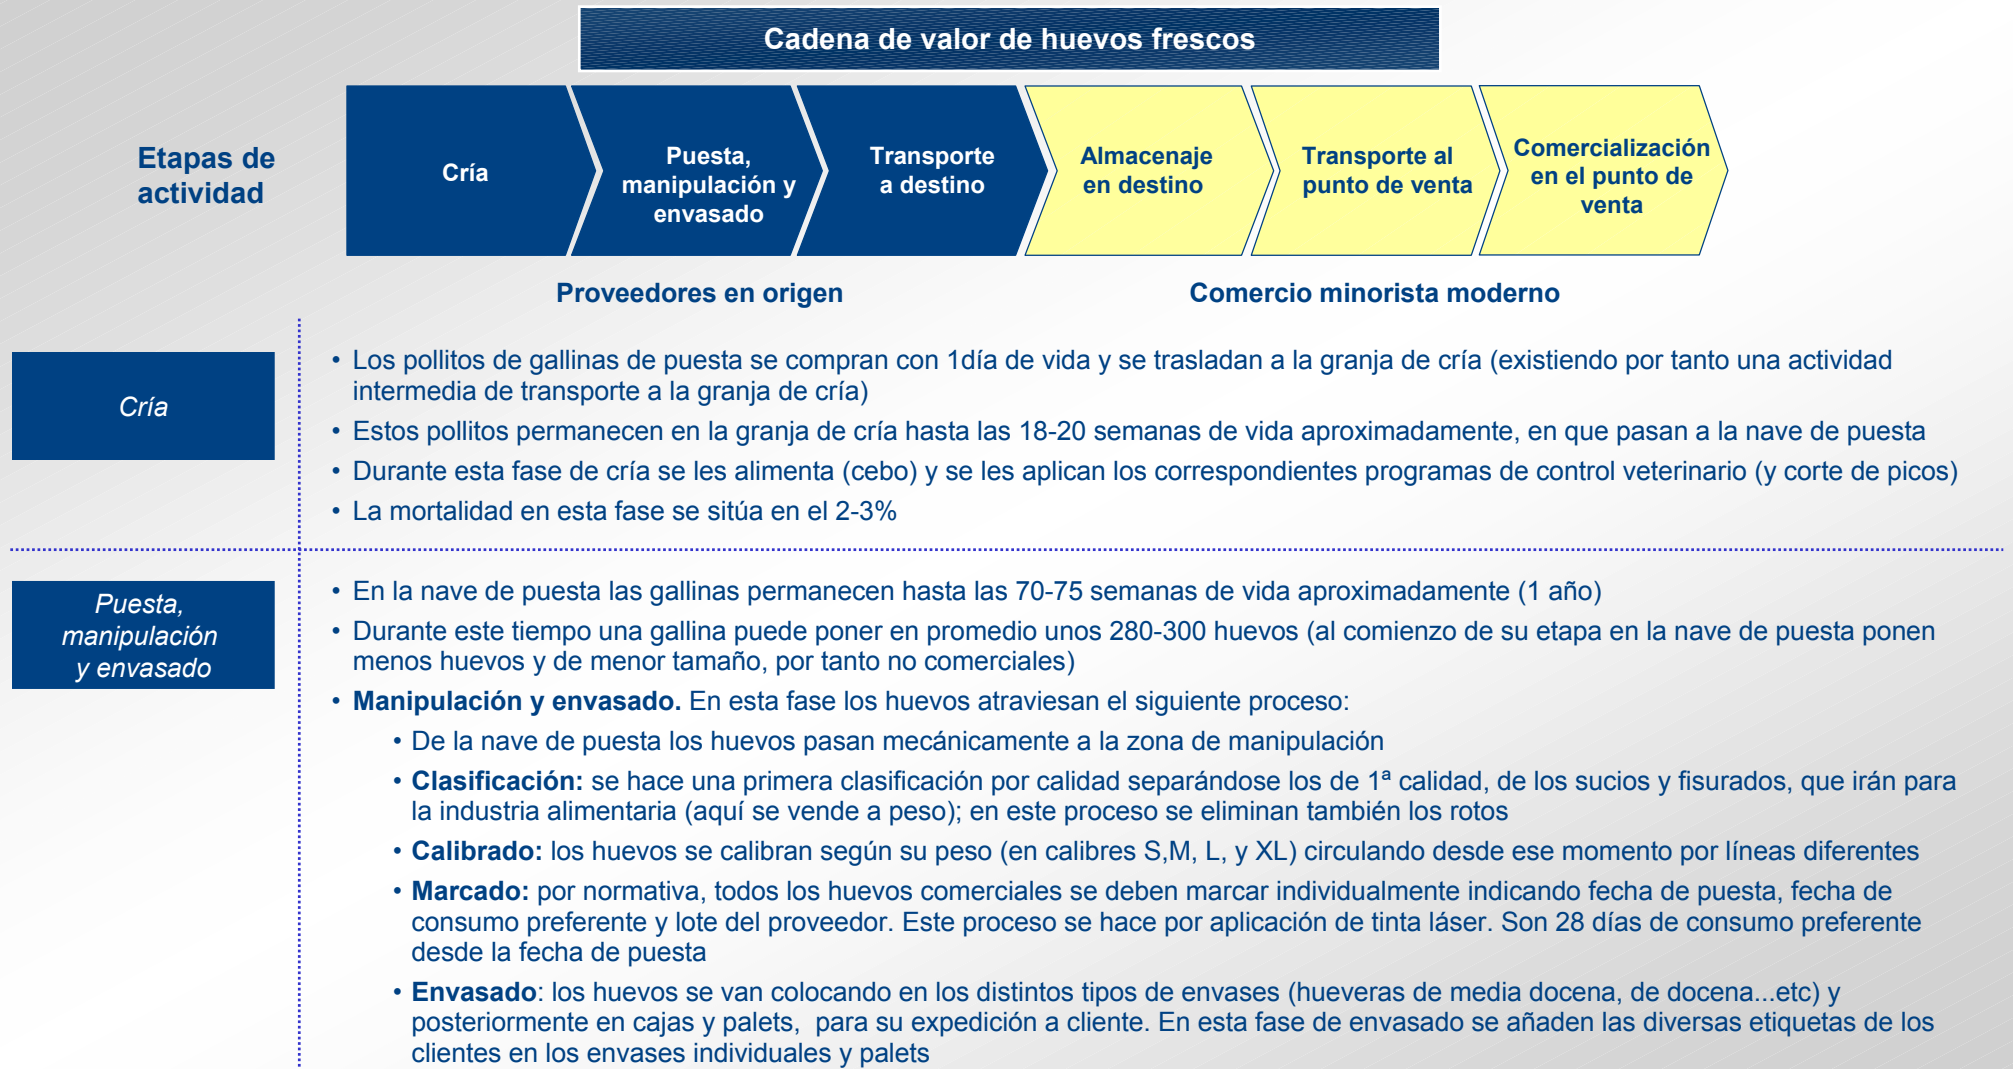 Cadena de valor de huevos frescos
Etapas de
actividad
Cría
Puesta,
manipulación y
envasado
Transporte
a destino
Almacenaje
en destino
Transporte al
punto de venta
Comercialización
en el punto de
venta
Proveedores en origen
Comercio minorista moderno
Cría
• Los pollitos de gallinas de puesta se compran con 1día de vida y se trasladan a la granja de cría (existiendo por tanto una actividad
intermedia de transporte a la granja de cría)
• Estos pollitos permanecen en la granja de cría hasta las 18-20 semanas de vida aproximadamente, en que pasan a la nave de puesta
• Durante esta fase de cría se les alimenta (cebo) y se les aplican los correspondientes programas de control veterinario (y corte de picos)
• La mortalidad en esta fase se sitúa en el 2-3%
Puesta,
manipulación
y envasado
• En la nave de puesta las gallinas permanecen hasta las 70-75 semanas de vida aproximadamente (1 año)
• Durante este tiempo una gallina puede poner en promedio unos 280-300 huevos (al comienzo de su etapa en la nave de puesta ponen
menos huevos y de menor tamaño, por tanto no comerciales)
• Manipulación y envasado. En esta fase los huevos atraviesan el siguiente proceso:
• De la nave de puesta los huevos pasan mecánicamente a la zona de manipulación
• Clasificación: se hace una primera clasificación por calidad separándose los de 1ª calidad, de los sucios y fisurados, que irán para
la industria alimentaria (aquí se vende a peso); en este proceso se eliminan también los rotos
• Calibrado: los huevos se calibran según su peso (en calibres S,M, L, y XL) circulando desde ese momento por líneas diferentes
• Marcado: por normativa, todos los huevos comerciales se deben marcar individualmente indicando fecha de puesta, fecha de
consumo preferente y lote del proveedor. Este proceso se hace por aplicación de tinta láser. Son 28 días de consumo preferente
desde la fecha de puesta
• Envasado: los huevos se van colocando en los distintos tipos de envases (hueveras de media docena, de docena...etc) y
posteriormente en cajas y palets, para su expedición a cliente. En esta fase de envasado se añaden las diversas etiquetas de los
clientes en los envases individuales y palets